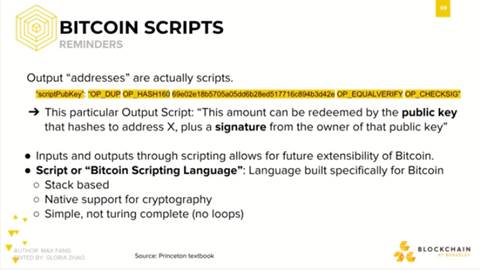 BITCOIN SCRIPTS
REMINDERS
Output “addresses” are actually scripts.
"scriptPubKey": "OP_DUP OP_HASH160 69e02e18b5705a05dd6b28ed517716c894b3d42e OP_EQUALVERIFY OP_CHECKSIG"
➔ This particular Output Script: “This amount can be redeemed by the public key
that hashes to address X, plus a signature from the owner of that public key”
● Inputs and outputs through scripting allows for future extensibility of Bitcoin.
● Script or “Bitcoin Scripting Language”: Language built specifically for Bitcoin
○ Stack based
○ Native support for cryptography
○ Simple, not turing complete (no loops)
AUTHOR: MAX FANG
EDITED BY: GLORIA ZHAO
Source: Princeton textbook
BLOCKCHAIN
AT BERKELEY